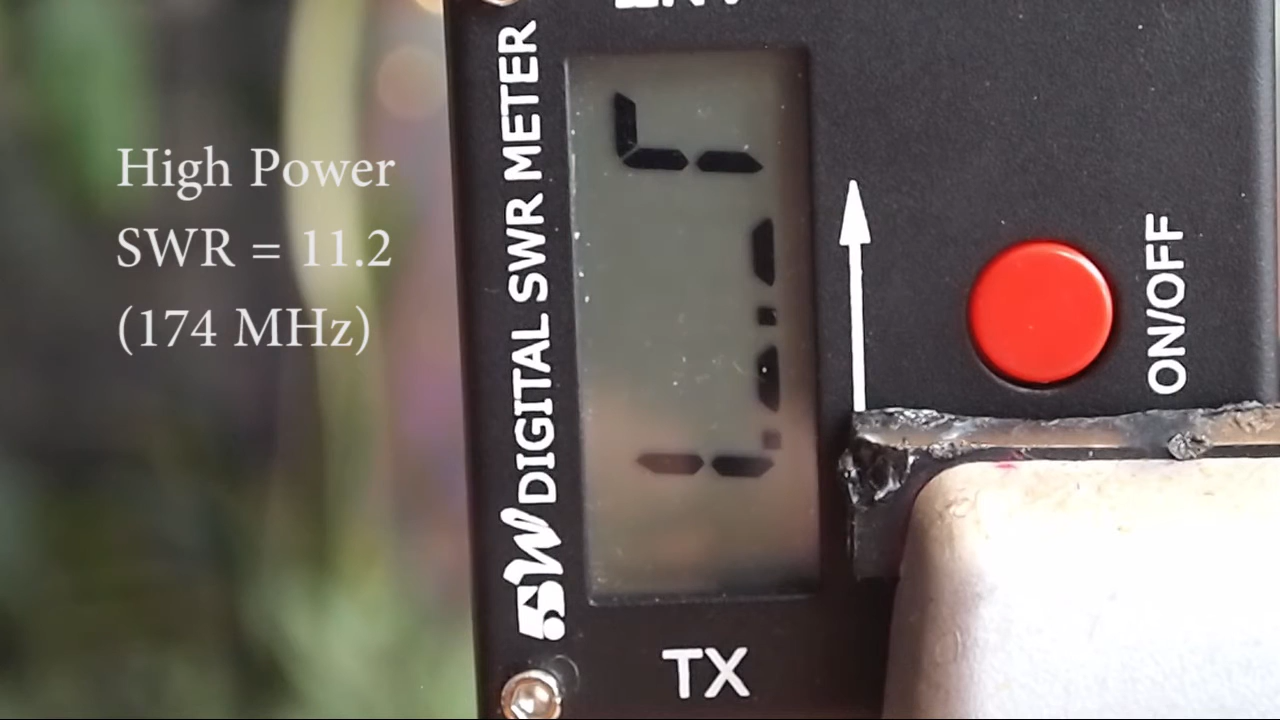 High Power
SWR = 11.2
(174 MHz)
DIGITAL SWR METER
ON/OFF
TX